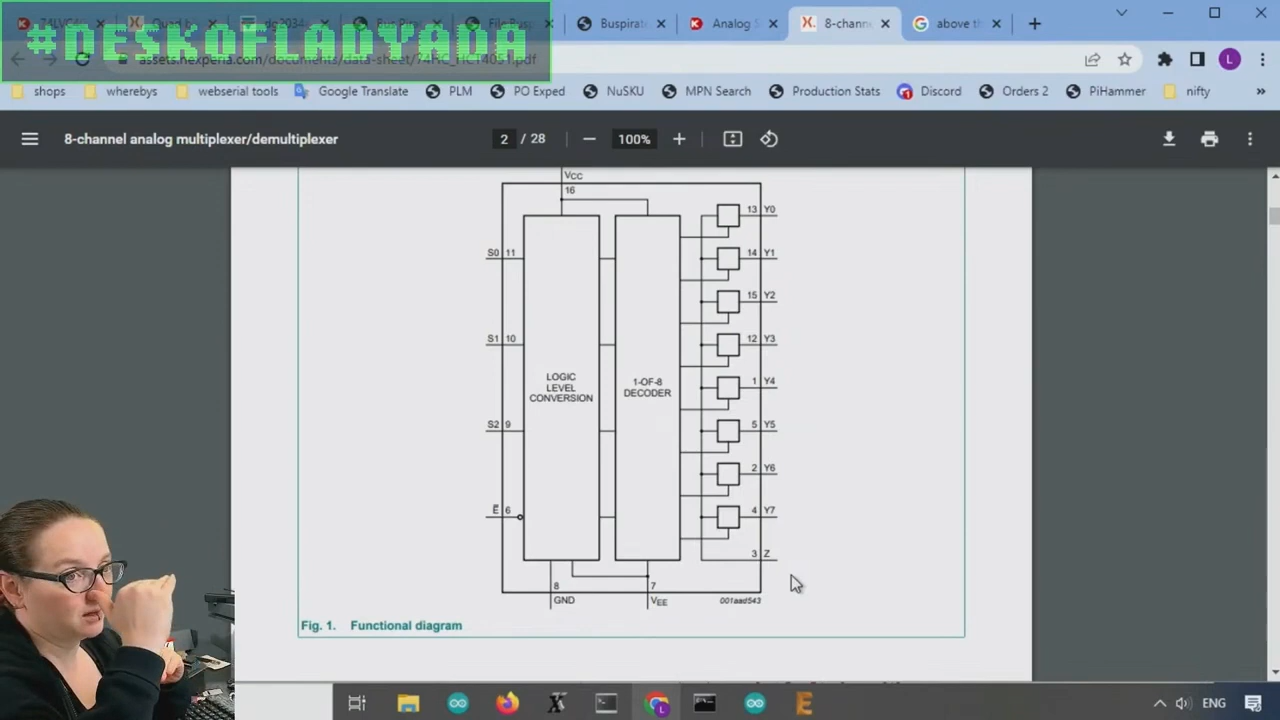 #DESKOFLADYADA
dg2034
Buspirate
Analog S
8-chann
above th
assets.nexperia.com/documents/data-sheet/74HC_HCT4051.pdf
shops
wherebys
webserial tools
Google Translate
PLM
PO Exped
NuSKU
MPN Search
Production Stats
Discord
Orders 2
PiHammer
nifty
»
8-channel analog multiplexer/demultiplexer
2 / 28
100%
VCC
16
13 Y0
S0 11
14 Y1
15 Y2
S1 10
12 Y3
LOGIC
LEVEL
CONVERSION
1-OF-8
DECODER
1 Y4
S2 9
5 Y5
2 Y6
E̅ 6
4 Y7
3 Z
8
7
GND
VEE
001aad543
Fig. 1. Functional diagram
ENG